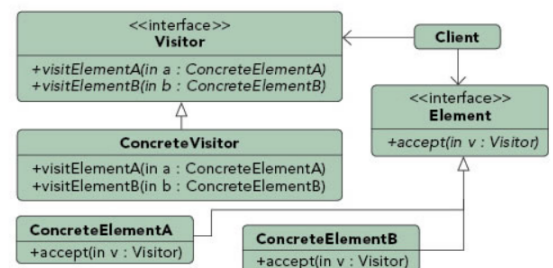 <<interface>>
Visitor
+visitElementA(in a : ConcreteElementA)
+visitElementB(in b : ConcreteElementB)
Client
<<interface>>
Element
+accept(in v : Visitor)
ConcreteVisitor
+visitElementA(in a : ConcreteElementA)
+visitElementB(in b : ConcreteElementB)
ConcreteElementA
+accept(in v : Visitor)
ConcreteElementB
+accept(in v : Visitor)